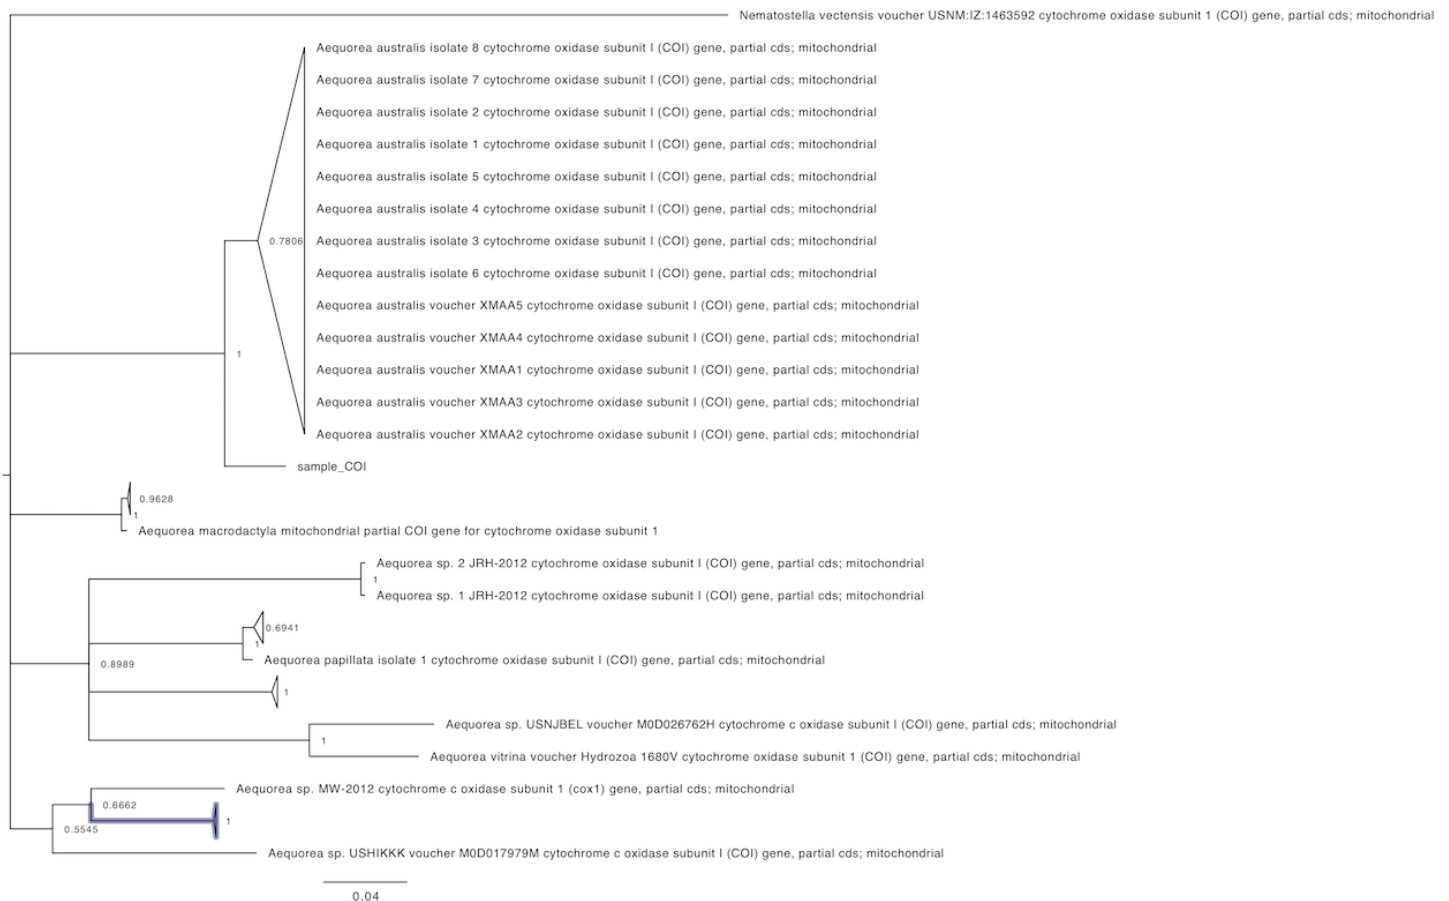 Nematostella vectensis voucher USNM:IZ:1463592 cytochrome oxidase subunit 1 (COI) gene, partial cds; mitochondrial
Aequorea australis isolate 8 cytochrome oxidase subunit I (COI) gene, partial cds; mitochondrial
Aequorea australis isolate 7 cytochrome oxidase subunit I (COI) gene, partial cds; mitochondrial
Aequorea australis isolate 2 cytochrome oxidase subunit I (COI) gene, partial cds; mitochondrial
Aequorea australis isolate 1 cytochrome oxidase subunit I (COI) gene, partial cds; mitochondrial
Aequorea australis isolate 5 cytochrome oxidase subunit I (COI) gene, partial cds; mitochondrial
Aequorea australis isolate 4 cytochrome oxidase subunit I (COI) gene, partial cds; mitochondrial
0.7806 Aequorea australis isolate 3 cytochrome oxidase subunit I (COI) gene, partial cds; mitochondrial
Aequorea australis isolate 6 cytochrome oxidase subunit I (COI) gene, partial cds; mitochondrial
Aequorea australis voucher XMAA5 cytochrome oxidase subunit I (COI) gene, partial cds; mitochondrial
Aequorea australis voucher XMAA4 cytochrome oxidase subunit I (COI) gene, partial cds; mitochondrial
1
Aequorea australis voucher XMAA1 cytochrome oxidase subunit I (COI) gene, partial cds; mitochondrial
Aequorea australis voucher XMAA3 cytochrome oxidase subunit I (COI) gene, partial cds; mitochondrial
Aequorea australis voucher XMAA2 cytochrome oxidase subunit I (COI) gene, partial cds; mitochondrial
sample_COI
0.9628
1
Aequorea macrodactyla mitochondrial partial COI gene for cytochrome oxidase subunit 1
Aequorea sp. 2 JRH-2012 cytochrome oxidase subunit I (COI) gene, partial cds; mitochondrial
1
Aequorea sp. 1 JRH-2012 cytochrome oxidase subunit I (COI) gene, partial cds; mitochondrial
0.6941
1
Aequorea papillata isolate 1 cytochrome oxidase subunit I (COI) gene, partial cds; mitochondrial
0.8989
1
Aequorea sp. USNJBEL voucher M0D026762H cytochrome c oxidase subunit I (COI) gene, partial cds; mitochondrial
1
Aequorea vitrina voucher Hydrozoa 1680V cytochrome oxidase subunit 1 (COI) gene, partial cds; mitochondrial
Aequorea sp. MW-2012 cytochrome c oxidase subunit 1 (cox1) gene, partial cds; mitochondrial
0.6662
1
0.5545
Aequorea sp. USHIKKK voucher M0D017979M cytochrome c oxidase subunit I (COI) gene, partial cds; mitochondrial
0.04